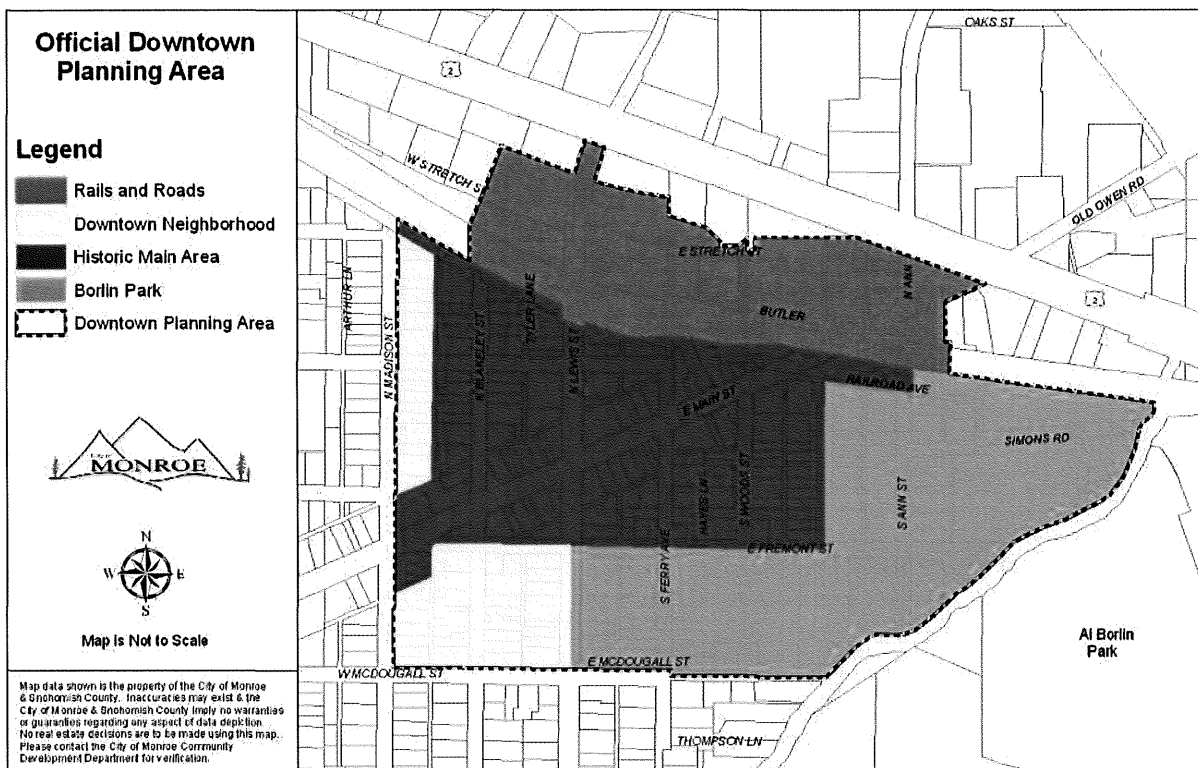 Official Downtown
Planning Area
Legend
Rails and Roads
Downtown Neighborhood
Historic Main Area
Borlin Park
Downtown Planning Area
City of
MONROE
N
W E
S
Map is Not to Scale
Map data shown is the property of the City of Monroe
& Snohomish County. Inaccuracies may exist & the
City of Monroe & Snohomish County imply no warranties
or guaranties regarding any aspect of data depiction.
No real estate decisions are to be made using this map.
Please contact the City of Monroe Community
Development Department for verification.
OAKS ST
2
W STRETCH ST
OLD OWEN RD
E STRETCH ST
N ANN
2
ARTHUR LN
TYLER LANE
BUTLER
N MADISON ST
N BLAKELEY ST
N LEWIS ST
RAILROAD AVE
E MAIN ST
SIMONS RD
HAYES LN
S ANN ST
E FREMONT ST
S FERRY AVE
Al Borlin
Park
E MCDOUGALL ST
W MCDOUGALL ST
THOMPSON LN